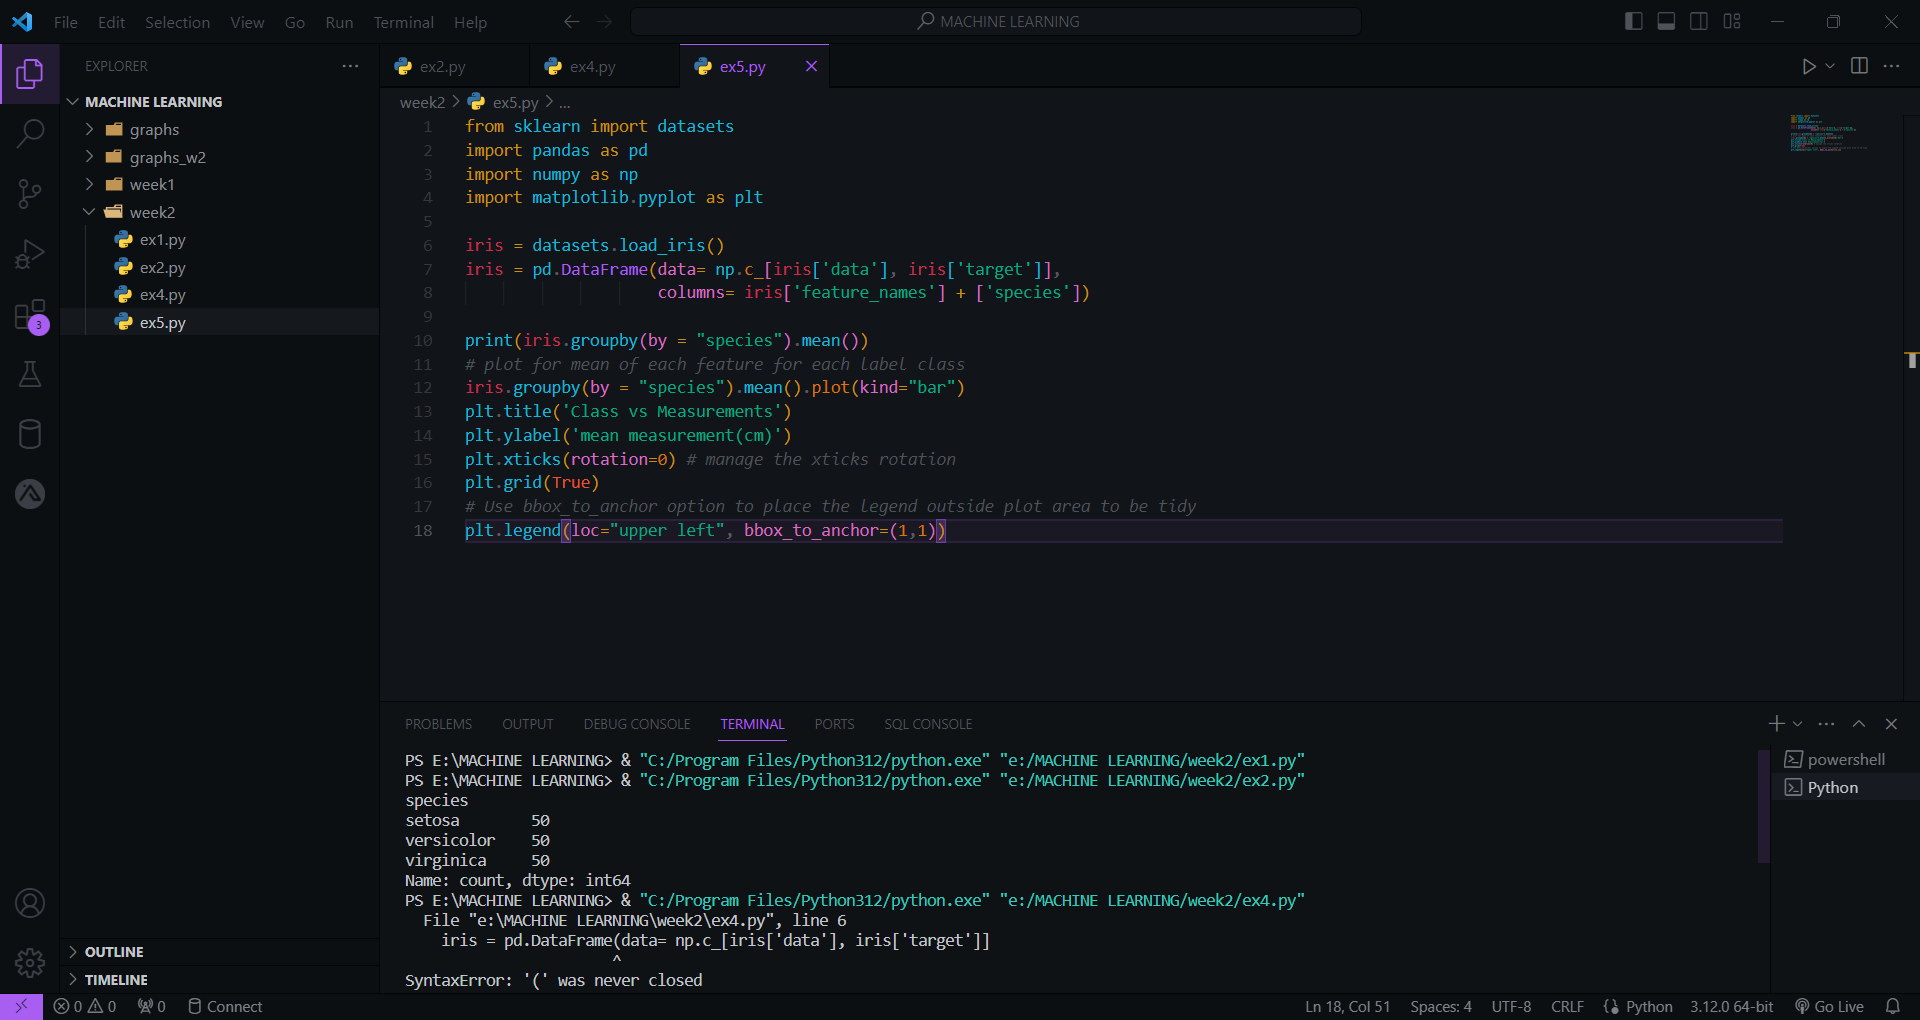 File Edit Selection View Go Run Terminal Help
MACHINE LEARNING
EXPLORER
MACHINE LEARNING
graphs
graphs_w2
week1
week2
ex1.py
ex2.py
ex4.py
ex5.py
OUTLINE
TIMELINE
3
ex2.py ex4.py ex5.py
week2 > ex5.py > ...
1 from sklearn import datasets
2 import pandas as pd
3 import numpy as np
4 import matplotlib.pyplot as plt
5
6 iris = datasets.load_iris()
7 iris = pd.DataFrame(data= np.c_[iris['data'], iris['target']],
8                     columns= iris['feature_names'] + ['species'])
9
10 print(iris.groupby(by = "species").mean())
11 # plot for mean of each feature for each label class
12 iris.groupby(by = "species").mean().plot(kind="bar")
13 plt.title('Class vs Measurements')
14 plt.ylabel('mean measurement(cm)')
15 plt.xticks(rotation=0) # manage the xticks rotation
16 plt.grid(True)
17 # Use bbox_to_anchor option to place the legend outside plot area to be tidy
18 plt.legend(loc="upper left", bbox_to_anchor=(1,1))
PROBLEMS OUTPUT DEBUG CONSOLE TERMINAL PORTS SQL CONSOLE
PS E:\MACHINE LEARNING> & "C:/Program Files/Python312/python.exe" "e:/MACHINE LEARNING/week2/ex1.py"
PS E:\MACHINE LEARNING> & "C:/Program Files/Python312/python.exe" "e:/MACHINE LEARNING/week2/ex2.py"
species
setosa        50
versicolor    50
virginica     50
Name: count, dtype: int64
PS E:\MACHINE LEARNING> & "C:/Program Files/Python312/python.exe" "e:/MACHINE LEARNING/week2/ex4.py"
  File "e:\MACHINE LEARNING\week2\ex4.py", line 6
    iris = pd.DataFrame(data= np.c_[iris['data'], iris['target']]
                       ^
SyntaxError: '(' was never closed
powershell
Python
0 0 0 Connect
Ln 18, Col 51 Spaces: 4 UTF-8 CRLF Python 3.12.0 64-bit Go Live